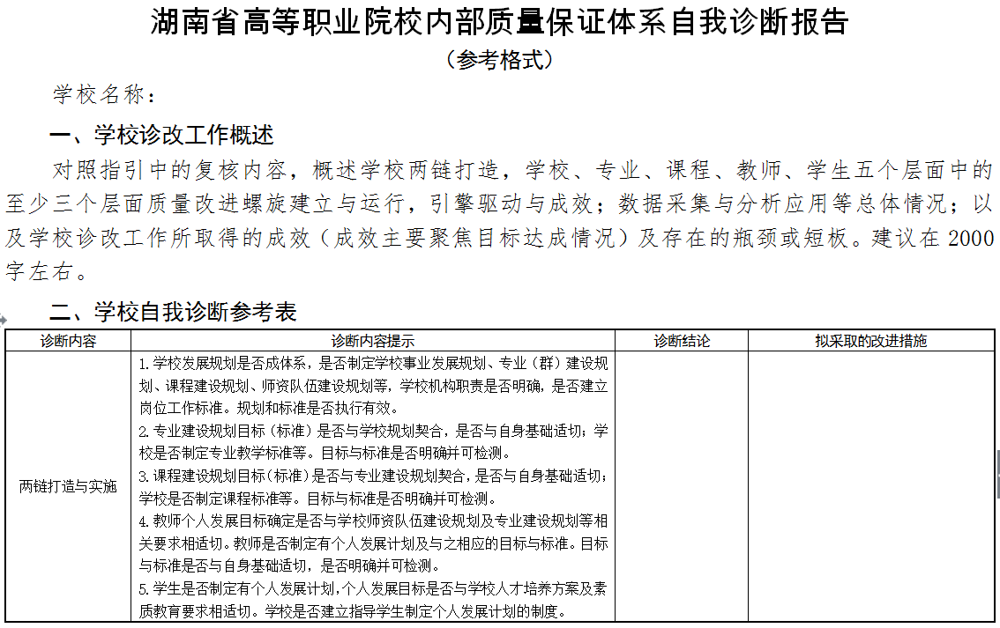 湖南省高等职业院校内部质量保证体系自我诊断报告
（参考格式）
学校名称：
一、学校诊改工作概述
对照指引中的复核内容，概述学校两链打造，学校、专业、课程、教师、学生五个层面中的
至少三个层面质量改进螺旋建立与运行，引擎驱动与成效；数据采集与分析应用等总体情况；以
及学校诊改工作所取得的成效（成效主要聚焦目标达成情况）及存在的瓶颈或短板。建议在 2000
字左右。
二、学校自我诊断参考表
诊断内容 诊断内容提示 诊断结论 拟采取的改进措施
1. 学校发展规划是否成体系，是否制定学校事业发展规划、专业（群）建设规
划、课程建设规划、师资队伍建设规划等，学校机构职责是否明确，是否建立
岗位工作标准。规划和标准是否执行有效。
2. 专业建设规划目标（标准）是否与学校规划契合，是否与自身基础适切；学
校是否制定专业教学标准等。目标与标准是否明确并可检测。
两链打造与实施
3. 课程建设规划目标（标准）是否与专业建设规划契合，是否与自身基础适切；
学校是否制定课程标准等。目标与标准是否明确并可检测。
4. 教师个人发展目标确定是否与学校师资队伍建设规划及专业建设规划等相
关要求相适切。教师是否制定有个人发展计划及与之相应的目标与标准。目标
与标准是否与自身基础适切，是否明确并可检测。
5. 学生是否制定有个人发展计划，个人发展目标是否与学校人才培养方案及素
质教育要求相适切。学校是否建立指导学生制定个人发展计划的制度。